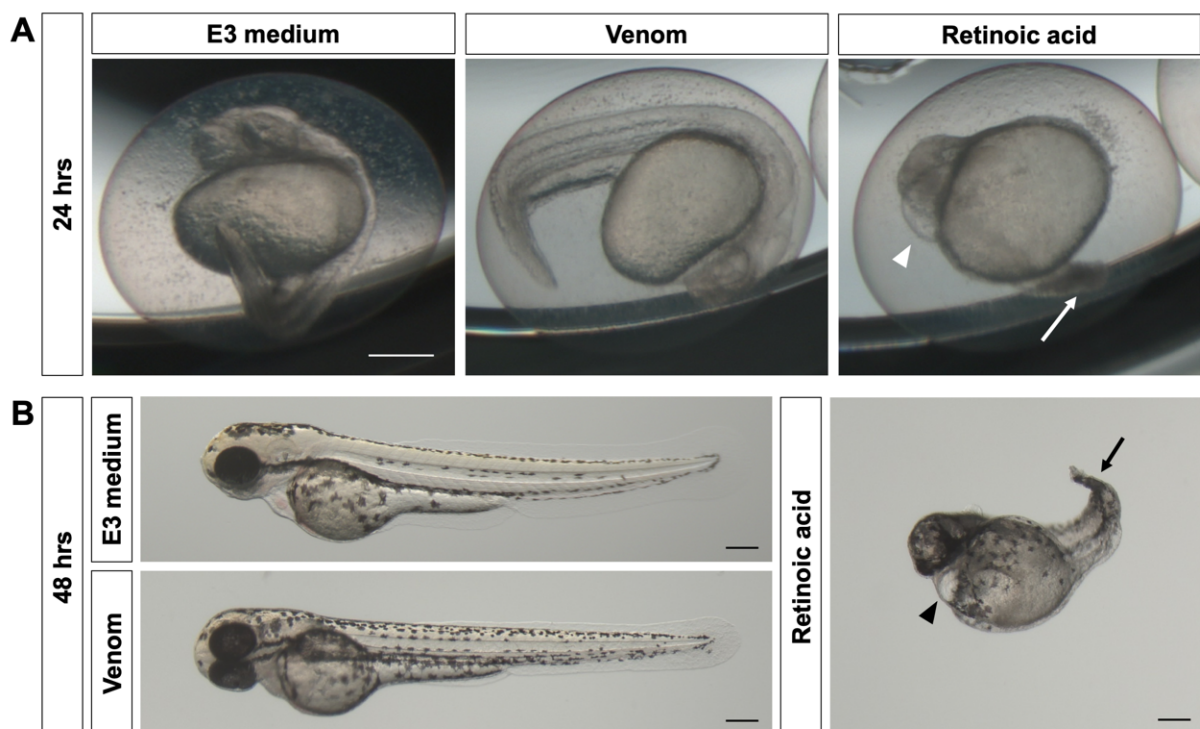 A
E3 medium
Venom
Retinoic acid
24 hrs
B
48 hrs
E3 medium
Venom
Retinoic acid